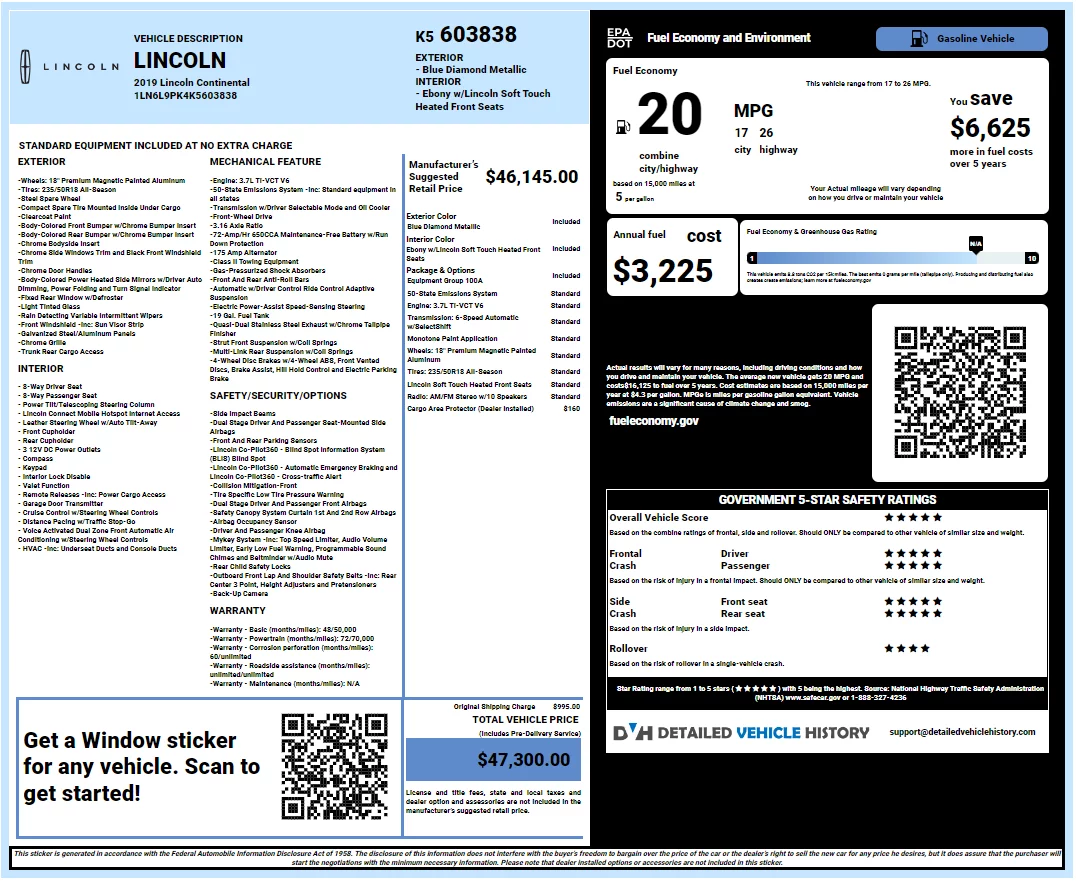 LINCOLN
VEHICLE DESCRIPTION
LINCOLN
2019 Lincoln Continental
1LN6L9PK4K5603838
K5 603838
EXTERIOR
- Blue Diamond Metallic
INTERIOR
- Ebony w/Lincoln Soft Touch
Heated Front Seats
STANDARD EQUIPMENT INCLUDED AT NO EXTRA CHARGE
EXTERIOR
-Wheels: 18" Premium Magnetic Painted Aluminum
-Tires: 235/50R18 All-Season
-Steel Spare Wheel
-Compact Spare Tire Mounted Inside Under Cargo
-Clearcoat Paint
-Body-Colored Front Bumper w/Chrome Bumper Insert
-Body-Colored Rear Bumper w/Chrome Bumper Insert
-Chrome Bodyside Insert
-Chrome Side Windows Trim and Black Front Windshield
Trim
-Chrome Door Handles
-Body-Colored Power Heated Side Mirrors w/Driver Auto
Dimming, Power Folding and Turn Signal Indicator
-Fixed Rear Window w/Defroster
-Light Tinted Glass
-Rain Detecting Variable Intermittent Wipers
-Front Windshield -inc: Sun Visor Strip
-Galvanized Steel/Aluminum Panels
-Chrome Grille
-Trunk Rear Cargo Access
INTERIOR
- 8-Way Driver Seat
- 8-Way Passenger Seat
- Power Tilt/Telescoping Steering Column
- Lincoln Connect Mobile Hotspot Internet Access
- Leather Steering Wheel w/Auto Tilt-Away
- Front Cupholder
- Rear Cupholder
- 3 12V DC Power Outlets
- Compass
- Keypad
- Interior Lock Disable
- Valet Function
- Remote Releases -Inc: Power Cargo Access
- Garage Door Transmitter
- Cruise Control w/Steering Wheel Controls
- Distance Pacing w/Traffic Stop-Go
- Voice Activated Dual Zone Front Automatic Air
Conditioning w/Steering Wheel Controls
- HVAC -inc: Underseat Ducts and Console Ducts
MECHANICAL FEATURE
-Engine: 3.7L Ti-VCT V6
-50-State Emissions System -Inc: Standard equipment in
all states
-Transmission w/Driver Selectable Mode and Oil Cooler
-Front-Wheel Drive
-3.16 Axle Ratio
-72-Amp/Hr 650CCA Maintenance-Free Battery w/Run
Down Protection
-175 Amp Alternator
-Class II Towing Equipment
-Gas-Pressurized Shock Absorbers
-Front And Rear Anti-Roll Bars
-Automatic w/Driver Control Ride Control Adaptive
Suspension
-Electric Power-Assist Speed-Sensing Steering
-19 Gal. Fuel Tank
-Quasi-Dual Stainless Steel Exhaust w/Chrome Tailpipe
Finisher
-Strut Front Suspension w/Coil Springs
-Multi-Link Rear Suspension w/Coil Springs
-4-Wheel Disc Brakes w/4-Wheel ABS, Front Vented
Discs, Brake Assist, Hill Hold Control and Electric Parking
Brake
SAFETY/SECURITY/OPTIONS
-Side Impact Beams
-Dual Stage Driver And Passenger Seat-Mounted Side
Airbags
-Front And Rear Parking Sensors
-Lincoln Co-Pilot360 - Blind Spot Information System
(BLIS) Blind Spot
-Lincoln Co-Pilot360 - Automatic Emergency Braking and
Lincoln Co-Pilot360 - Cross-traffic Alert
-Collision Mitigation-Front
-Tire Specific Low Tire Pressure Warning
-Dual Stage Driver And Passenger Front Airbags
-Safety Canopy System Curtain 1st And 2nd Row Airbags
-Airbag Occupancy Sensor
-Driver And Passenger Knee Airbag
-Mykey System -Inc: Top Speed Limiter, Audio Volume
Limiter, Early Low Fuel Warning, Programmable Sound
Chimes and Beltminder w/Audio Mute
-Rear Child Safety Locks
-Outboard Front Lap And Shoulder Safety Belts -Inc: Rear
Center 3 Point, Height Adjusters and Pretensioners
-Back-Up Camera
WARRANTY
-Warranty - Basic (months/miles): 48/50,000
-Warranty - Powertrain (months/miles): 72/70,000
-Warranty - Corrosion perforation (months/miles):
60/unlimited
-Warranty - Roadside assistance (months/miles):
unlimited/unlimited
-Warranty - Maintenance (months/miles): N/A
Manufacturer's
Suggested
Retail Price
$46,145.00
Exterior Color
Blue Diamond Metallic Included
Interior Color
Ebony w/Lincoln Soft Touch Heated Front Included
Seats
Package & Options
Equipment Group 100A Included
50-State Emissions System Standard
Engine: 3.7L Ti-VCT V6 Standard
Transmission: 6-Speed Automatic
w/SelectShift Standard
Monotone Paint Application Standard
Wheels: 18" Premium Magnetic Painted
Aluminum Standard
Tires: 235/50R18 All-Season Standard
Lincoln Soft Touch Heated Front Seats Standard
Radio: AM/FM Stereo w/10 Speakers Standard
Cargo Area Protector (Dealer Installed) $160
Get a Window sticker
for any vehicle. Scan to
get started!
Original Shipping Charge $995.00
TOTAL VEHICLE PRICE
(Includes Pre-Delivery Service)
$47,300.00
License and title fees, state and local taxes and
dealer option and assessories are not included in the
manufacturer's suggested retail price.
EPA
DOT
Fuel Economy and Environment
Gasoline Vehicle
Fuel Economy
This vehicle range from 17 to 26 MPG.
20
MPG
17 26
city highway
combine
city/highway
based on 15,000 miles at
5 per gallon
You save
$6,625
more in fuel costs
over 5 years
Your Actual mileage will vary depending
on how you drive or maintain your vehicle
Annual fuel cost
$3,225
Fuel Economy & Greenhouse Gas Rating
N/A
1 10
This vehicle emits 8.8 tons CO2 per 15k miles. The best emits 0 grams per mile (tailpipe only). Producing and distributing fuel also
creates create emissions; learn more at fueleconomy.gov
Actual results will vary for many reasons, including driving conditions and how
you drive and maintain your vehicle. The average new vehicle gets 28 MPG and
costs$16,125 to fuel over 5 years. Cost estimates are based on 15,000 miles per
year at $4.3 per gallon. MPGe is miles per gasoline gallon equivalent. Vehicle
emissions are a significant cause of climate change and smog.
fueleconomy.gov
GOVERNMENT 5-STAR SAFETY RATINGS
Overall Vehicle Score ★★★★★
Based on the combine ratings of frontal, side and rollover. Should ONLY be compared to other vehicle of similar size and weight.
Frontal Driver ★★★★★
Crash Passenger ★★★★★
Based on the risk of injury in a frontal impact. Should ONLY be compared to other vehicle of similar size and weight.
Side Front seat ★★★★★
Crash Rear seat ★★★★★
Based on the risk of injury in a side impact.
Rollover ★★★★
Based on the risk of rollover in a single-vehicle crash.
Star Rating range from 1 to 5 stars (★★★★★) with 5 being the highest. Source: National Highway Traffic Safety Administration
(NHTSA) www.safecar.gov or 1-888-327-4236
DVH DETAILED VEHICLE HISTORY
support@detailedvehiclehistory.com
This sticker is generated in accordance with the Federal Automobile Information Disclosure Act of 1958. The disclosure of this information does not interfere with the buyer's freedom to bargain over the price of the car or the dealer's right to sell the new car for any price he desires, but it does assure that the purchaser will
start the negotiations with the minimum necessary information. Please note that dealer installed options or accessories are not included in this sticker.